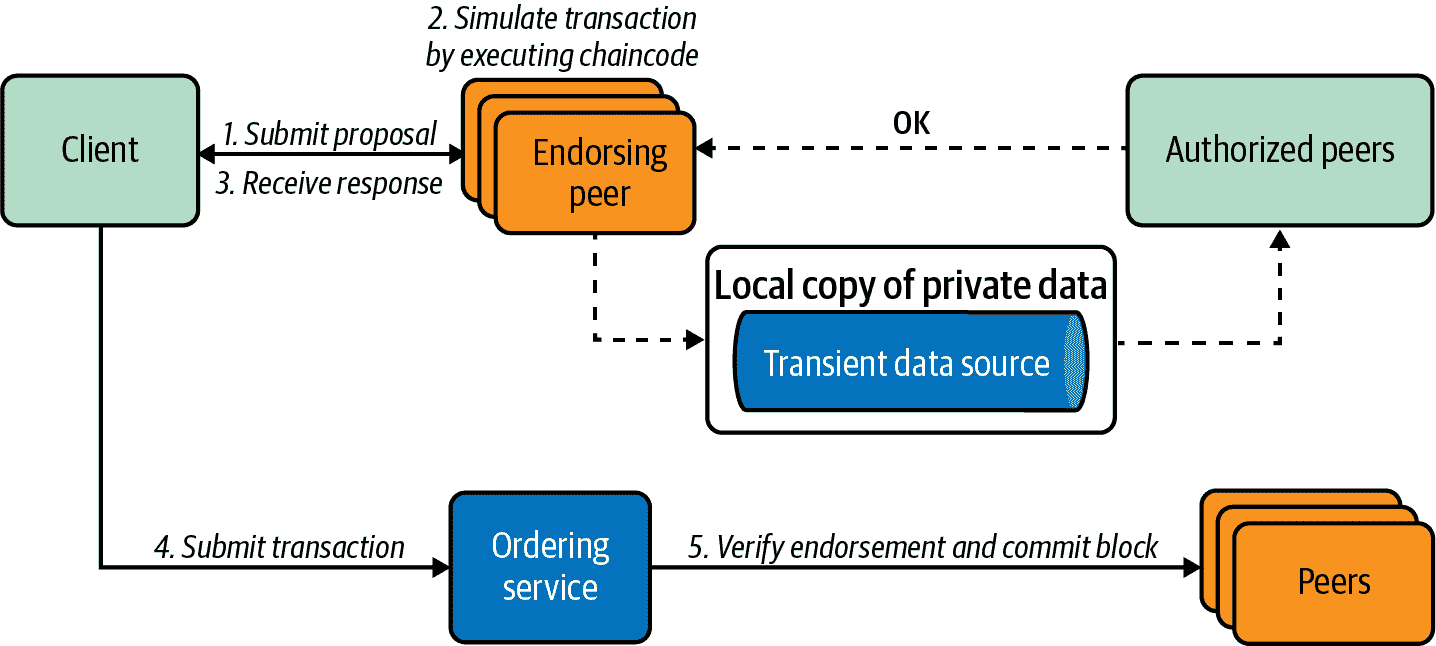 2. Simulate transaction
by executing chaincode
Client
1. Submit proposal
3. Receive response
Endorsing
peer
OK
Authorized peers
Local copy of private data
Transient data source
4. Submit transaction
Ordering
service
5. Verify endorsement and commit block
Peers